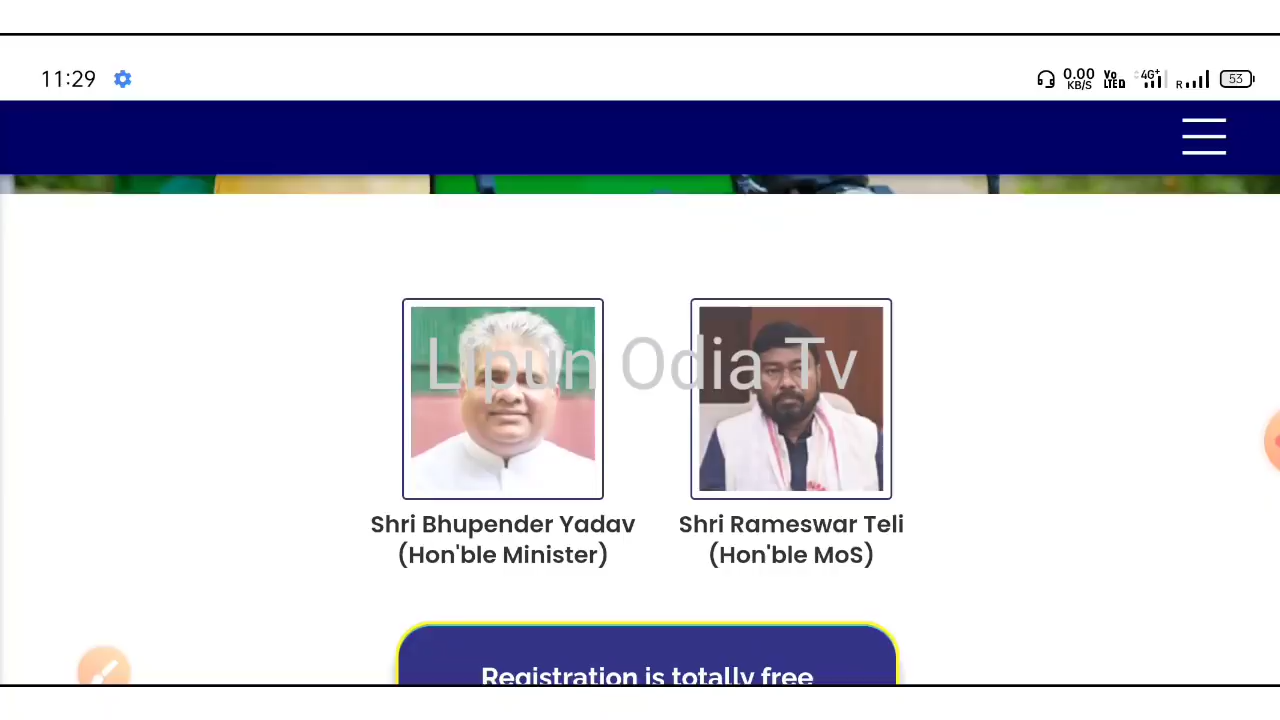 11:29
0.00
KB/S
Vo
LTE
4G+
R
53
Lipun Odia Tv
Shri Bhupender Yadav
(Hon'ble Minister)
Shri Rameswar Teli
(Hon'ble MoS)
Registration is totally free